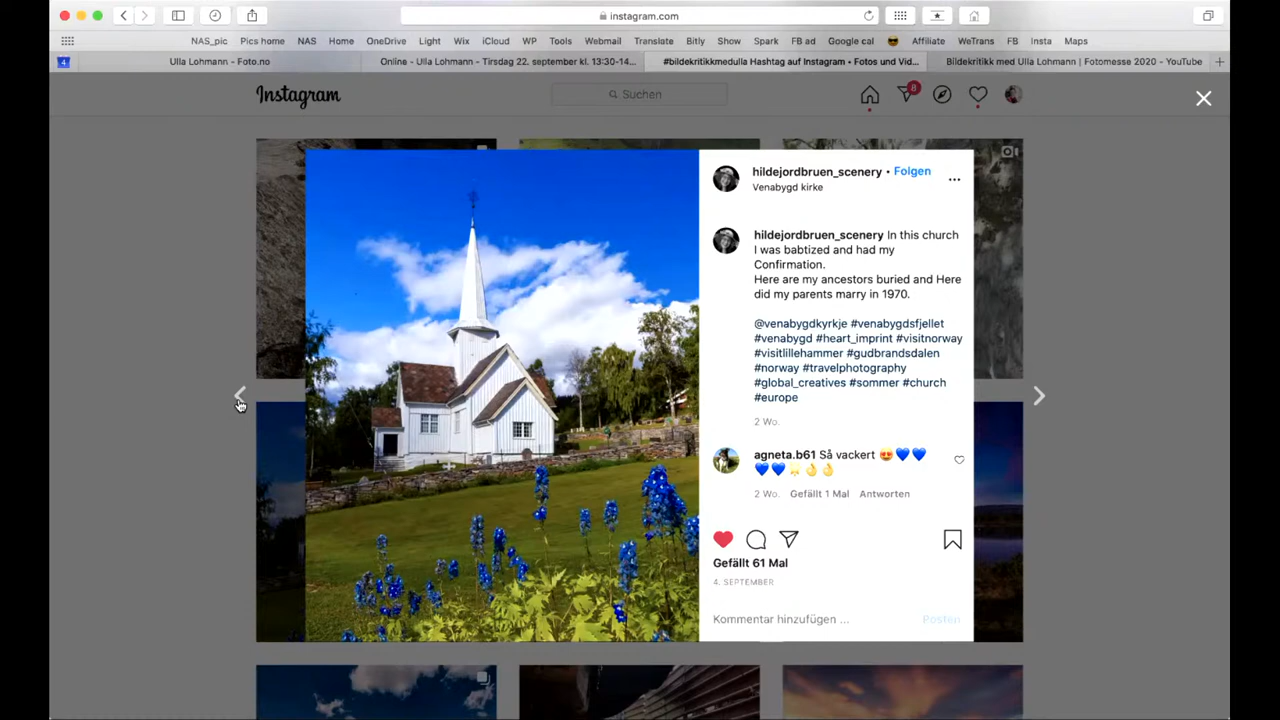 instagram.com
NAS_pic Pics home NAS Home OneDrive Light Wix iCloud WP Tools Webmail Translate Bitly Show Spark FB ad Google cal Affiliate WeTrans FB Insta Maps
4 Ulla Lohmann - Foto.no Online - Ulla Lohmann - Tirsdag 22. september kl. 13:30-14... #bildekritikkmedulla Hashtag auf Instagram • Fotos und Vid... Bildekritikk med Ulla Lohmann | Fotomesse 2020 - YouTube
Instagram Suchen 8
hildejordbruen_scenery • Folgen
Venabygd kirke
hildejordbruen_scenery In this church
I was babtized and had my
Confirmation.
Here are my ancestors buried and Here
did my parents marry in 1970.
@venabygdkyrkje #venabygdsfjellet
#venabygd #heart_imprint #visitnorway
#visitlillehammer #gudbrandsdalen
#norway #travelphotography
#global_creatives #sommer #church
#europe
2 Wo.
agneta.b61 Så vackert 😍💙💙
💙💙⭐👌👌
2 Wo. Gefällt 1 Mal Antworten
Gefällt 61 Mal
4. SEPTEMBER
Kommentar hinzufügen ... Posten